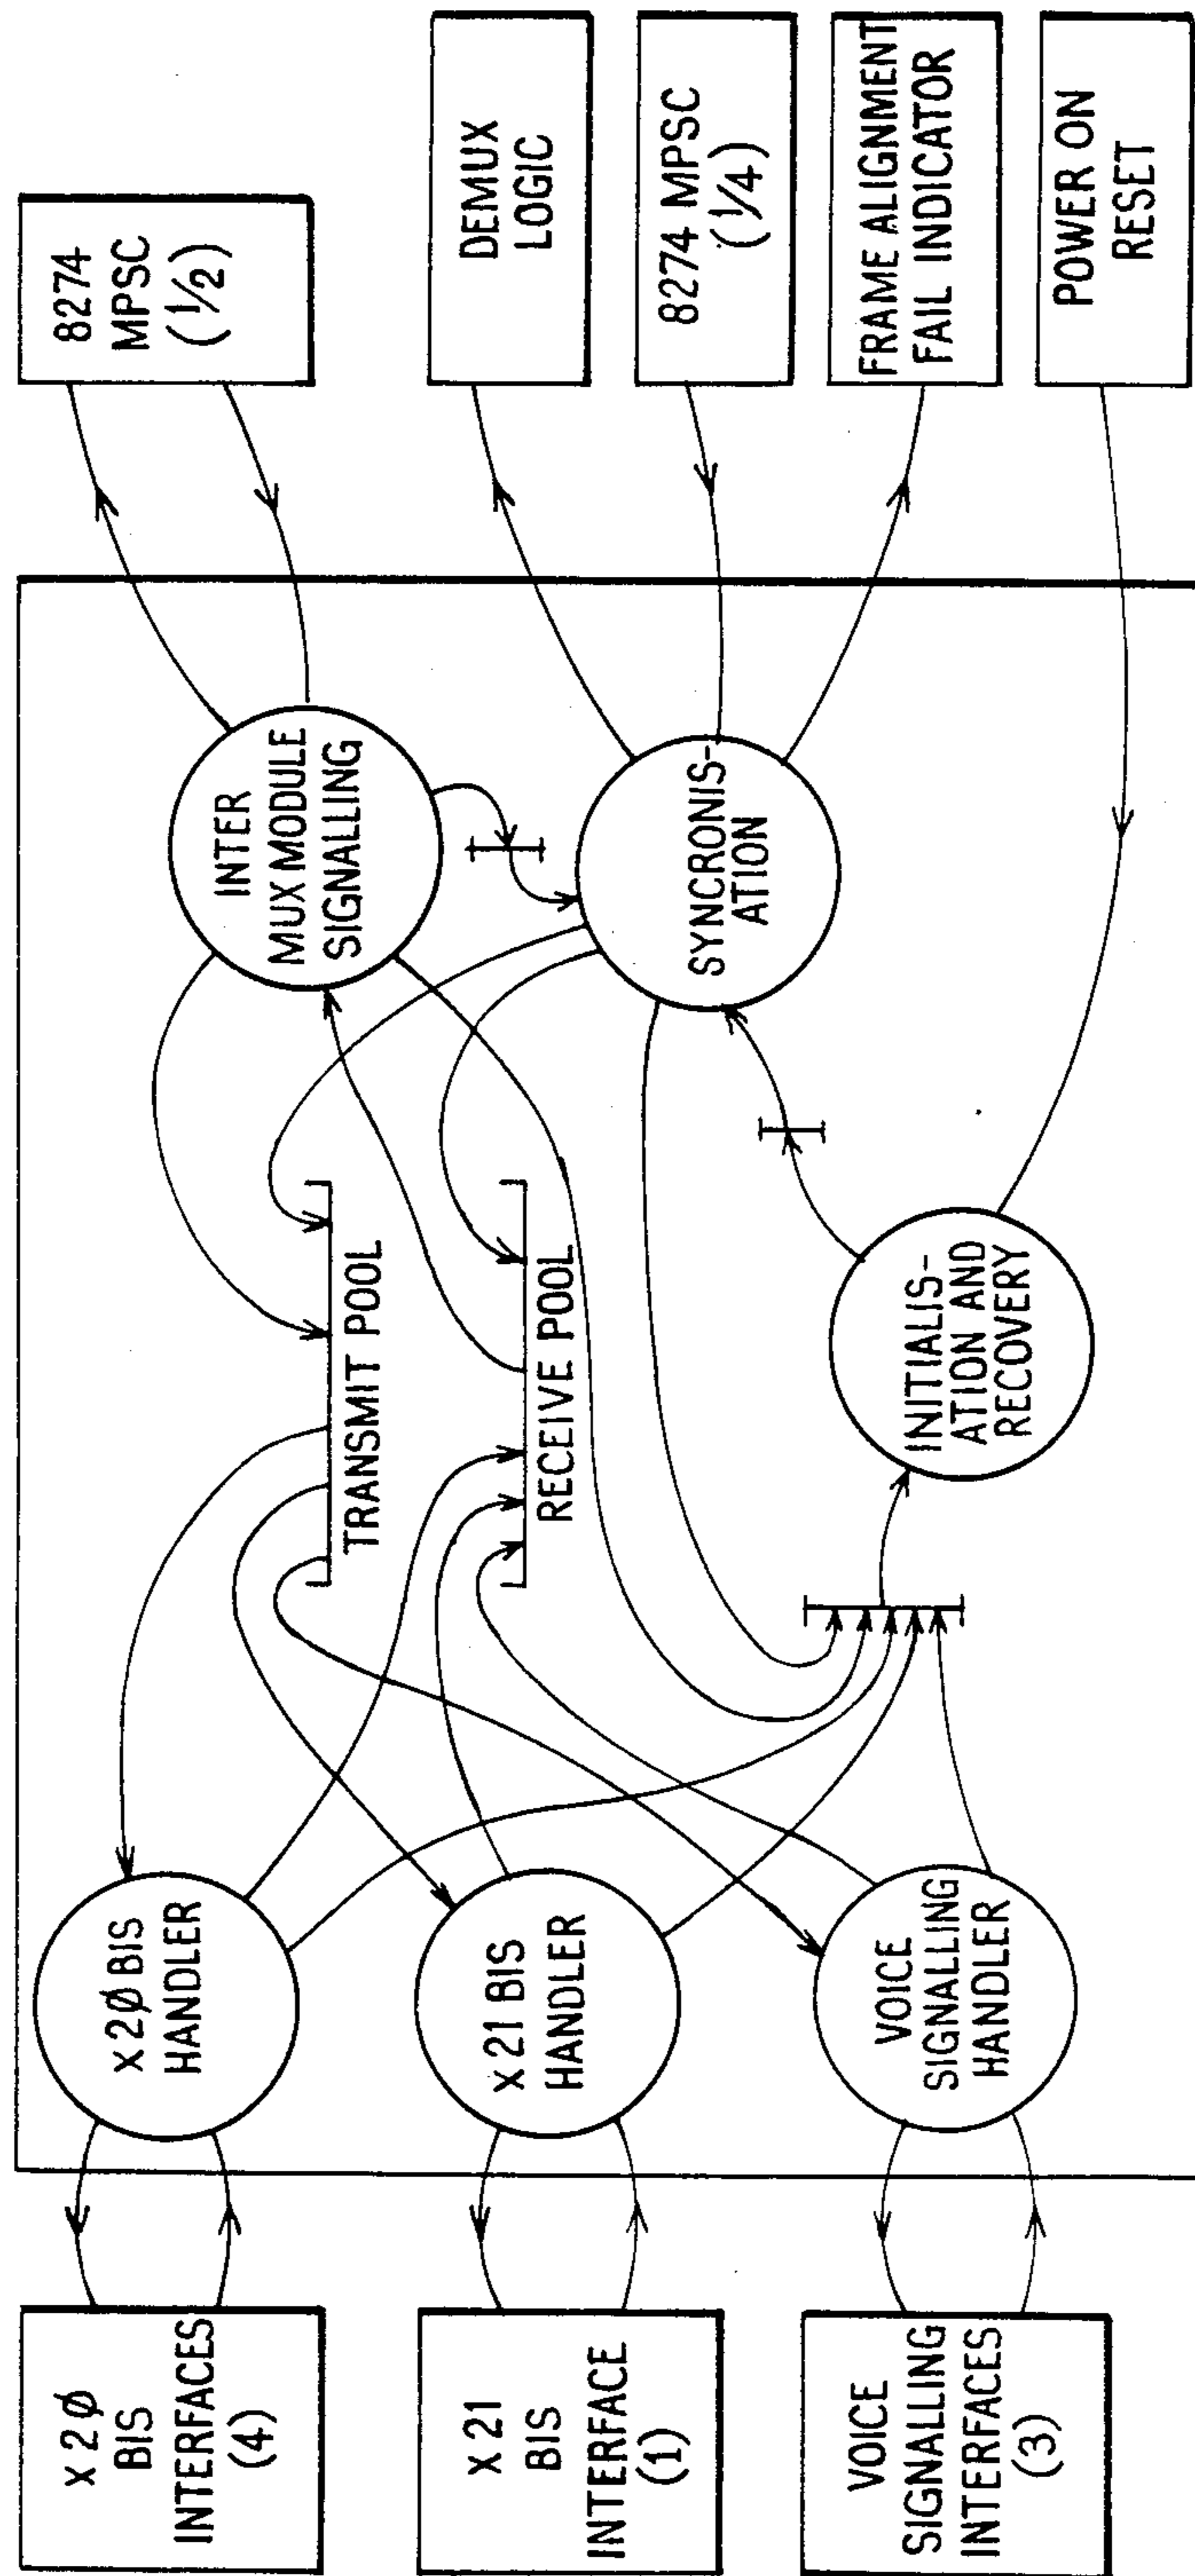 X 2Ø
BIS
INTERFACES
(4)
X 21
BIS
INTERFACE
(1)
VOICE
SIGNALLING
INTERFACES
(3)
X 2Ø BIS
HANDLER
X 21 BIS
HANDLER
VOICE
SIGNALLING
HANDLER
TRANSMIT POOL
RECEIVE POOL
INITIALIS-
ATION AND
RECOVERY
INTER
MUX MODULE
SIGNALLING
SYNCRONIS-
ATION
8274
MPSC
(1/2)
DEMUX
LOGIC
8274 MPSC
(1/4)
FRAME ALIGNMENT
FAIL INDICATOR
POWER ON
RESET